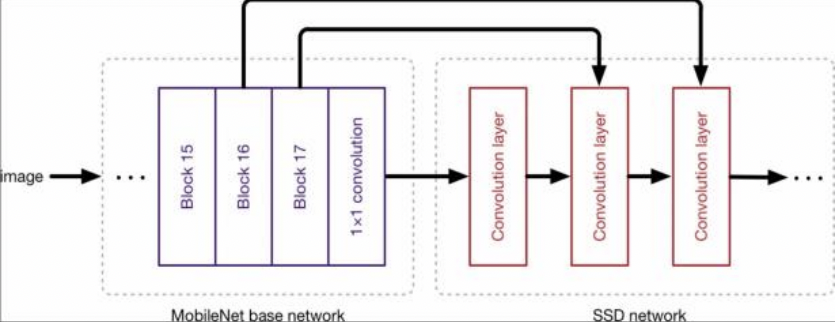 image
...
Block 15
Block 16
Block 17
1×1 convolution
Convolution layer
Convolution layer
Convolution layer
...
MobileNet base network
SSD network